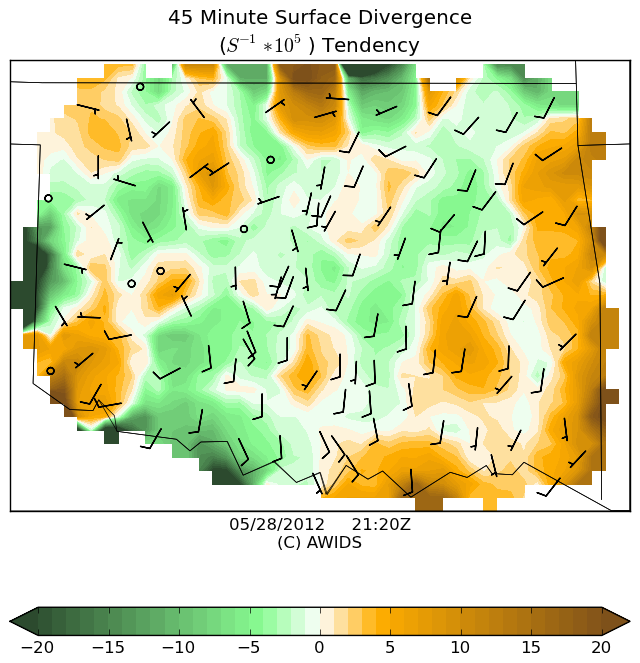 45 Minute Surface Divergence
(S⁻¹ *10⁵ ) Tendency
05/28/2012 21:20Z
(C) AWIDS
−20 −15 −10 −5 0 5 10 15 20